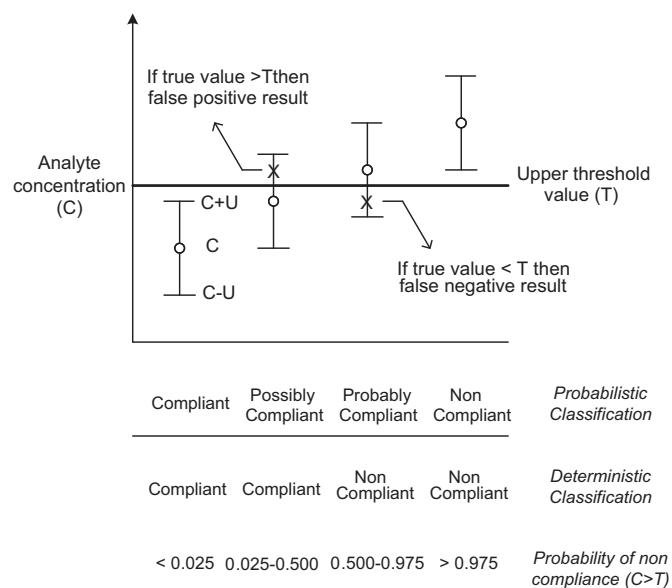 If true value >Tthen
false positive result
Analyte
concentration (C)
Upper threshold
value (T)
X
X
C+U
C
C-U
If true value < T then
false negative result
Compliant
Possibly
Compliant
Probably
Compliant
Non
Compliant
Probabilistic
Classification
Compliant
Compliant
Non
Compliant
Non
Compliant
Deterministic
Classification
< 0.025
0.025-0.500
0.500-0.975
> 0.975
Probability of non
compliance (C>T)